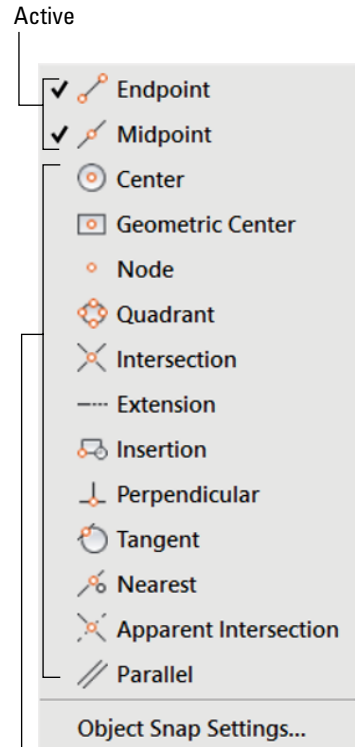 Active
Endpoint
Midpoint
Center
Geometric Center
Node
Quadrant
Intersection
Extension
Insertion
Perpendicular
Tangent
Nearest
Apparent Intersection
Parallel
Object Snap Settings...